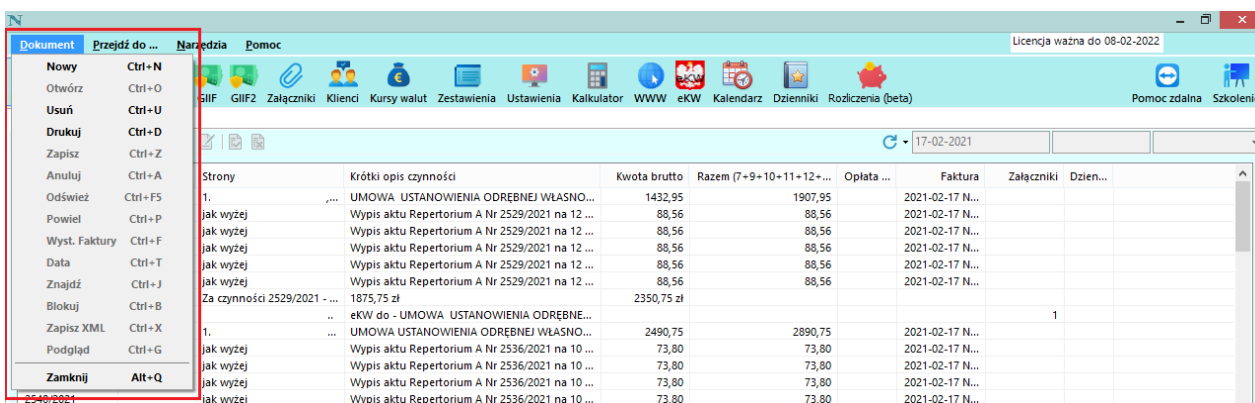 N
Dokument Przejdź do ... Narzędzia Pomoc
Licencja ważna do 08-02-2022
Nowy Ctrl+N
Otwórz Ctrl+O
Usuń Ctrl+U
Drukuj Ctrl+D
Zapisz Ctrl+Z
Anuluj Ctrl+A
Odśwież Ctrl+F5
Powiel Ctrl+P
Wyst. Faktury Ctrl+F
Data Ctrl+T
Znajdź Ctrl+J
Blokuj Ctrl+B
Zapisz XML Ctrl+X
Podgląd Ctrl+G
Zamknij Alt+Q
GIIF GIIF2 Załączniki Klienci Kursy walut Zestawienia Ustawienia Kalkulator WWW eKW Kalendarz Dzienniki Rozliczenia (beta) Pomoc zdalna Szkoleni
17-02-2021
Strony Krótki opis czynności Kwota brutto Razem (7+9+10+11+12+... Opłata ... Faktura Załączniki Dzien...
1. ,... UMOWA USTANOWIENIA ODRĘBNEJ WŁASNO... 1432,95 1907,95 2021-02-17 N...
jak wyżej Wypis aktu Repertorium A Nr 2529/2021 na 12 ... 88,56 88,56 2021-02-17 N...
jak wyżej Wypis aktu Repertorium A Nr 2529/2021 na 12 ... 88,56 88,56 2021-02-17 N...
jak wyżej Wypis aktu Repertorium A Nr 2529/2021 na 12 ... 88,56 88,56 2021-02-17 N...
jak wyżej Wypis aktu Repertorium A Nr 2529/2021 na 12 ... 88,56 88,56 2021-02-17 N...
jak wyżej Wypis aktu Repertorium A Nr 2529/2021 na 12 ... 88,56 88,56 2021-02-17 N...
Za czynności 2529/2021 - ... 1875,75 zł 2350,75 zł
.. eKW do - UMOWA USTANOWIENIA ODRĘBNE... 1
1. ... UMOWA USTANOWIENIA ODRĘBNEJ WŁASNO... 2490,75 2890,75 2021-02-17 N...
jak wyżej Wypis aktu Repertorium A Nr 2536/2021 na 10 ... 73,80 73,80 2021-02-17 N...
jak wyżej Wypis aktu Repertorium A Nr 2536/2021 na 10 ... 73,80 73,80 2021-02-17 N...
jak wyżej Wypis aktu Repertorium A Nr 2536/2021 na 10 ... 73,80 73,80 2021-02-17 N...
2540/2021 jak wyżej Wypis aktu Repertorium A Nr 2536/2021 na 10 ... 73,80 73,80 2021-02-17 N...